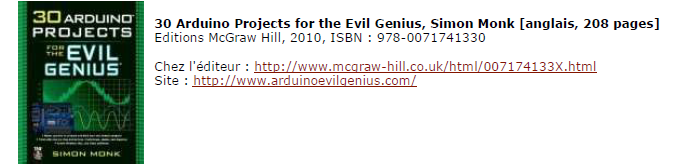 30 ARDUINO
PROJECTS
FOR THE EVIL
GENIUS
SIMON MONK
30 Arduino Projects for the Evil Genius, Simon Monk [anglais, 208 pages]
Editions McGraw Hill, 2010, ISBN : 978-0071741330
Chez l'éditeur : http://www.mcgraw-hill.co.uk/html/007174133X.html
Site : http://www.arduinoevilgenius.com/